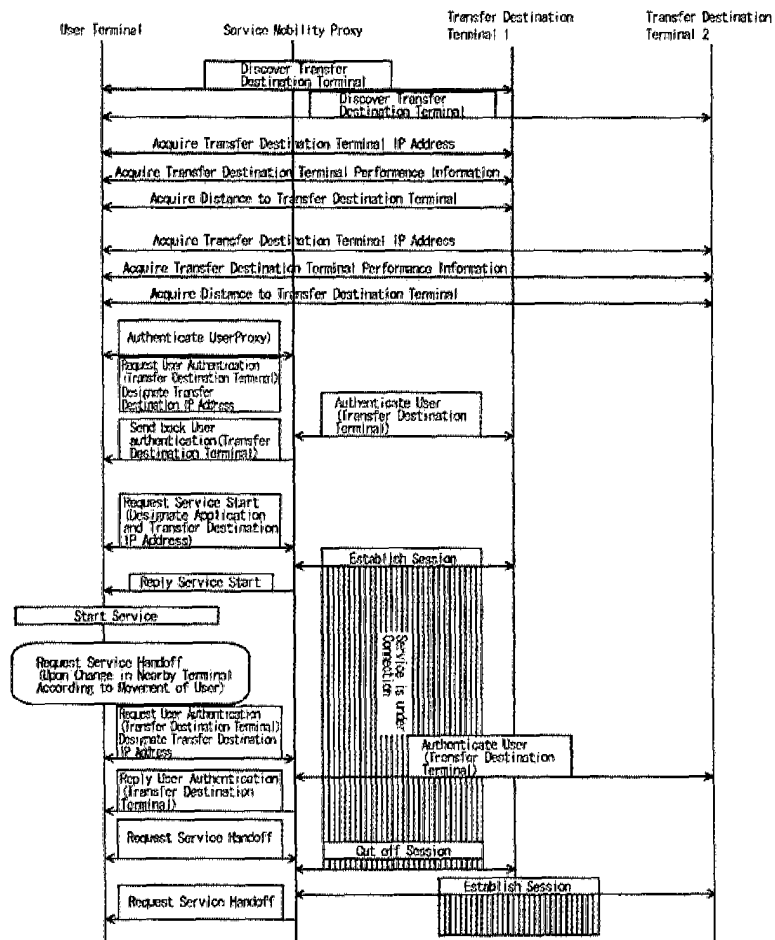 User Terminal
Service Mobility Proxy
Transfer Destination
Terminal 1
Transfer Destination
Terminal 2
Discover Transfer
Destination Terminal
Discover Transfer
Destination Terminal
Acquire Transfer Destination Terminal IP Address
Acquire Transfer Destination Terminal Performance Information
Acquire Distance to Transfer Destination Terminal
Acquire Transfer Destination Terminal IP Address
Acquire Transfer Destination Terminal Performance Information
Acquire Distance to Transfer Destination Terminal
Authenticate UserProxy)
Request User Authentication
(Transfer Destination Terminal)
Designate Transfer
Destination IP Address
Authenticate User
(Transfer Destination
Terminal)
Send back User
authentication(Transfer
Destination Terminal)
Request Service Start
(Designate Application
and Transfer Destination
IP Address)
Establish Session
Reply Service Start
Start Service
Service is under
Connection
Request Service Handoff
(Upon Change in Nearby Terminal
According to Movement of User)
Request User Authentication
(Transfer Destination Terminal)
Designate Transfer Destination
IP Address
Authenticate User
(Transfer Destination
Terminal)
Reply User Authentication
(Transfer Destination
Terminal)
Request Service Handoff
Cut off Session
Establish Session
Request Service Handoff